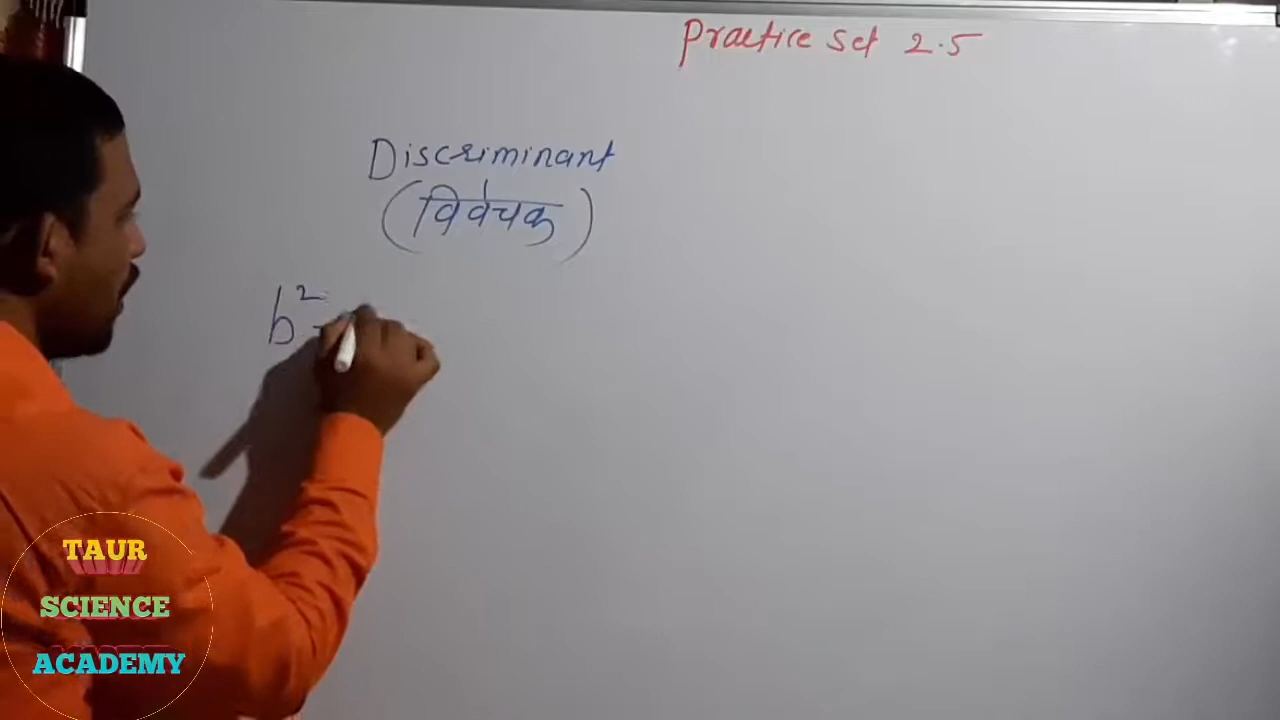 Practice Set 2.5
Discriminant
(विवेचक)
b² -
TAUR
SCIENCE
ACADEMY